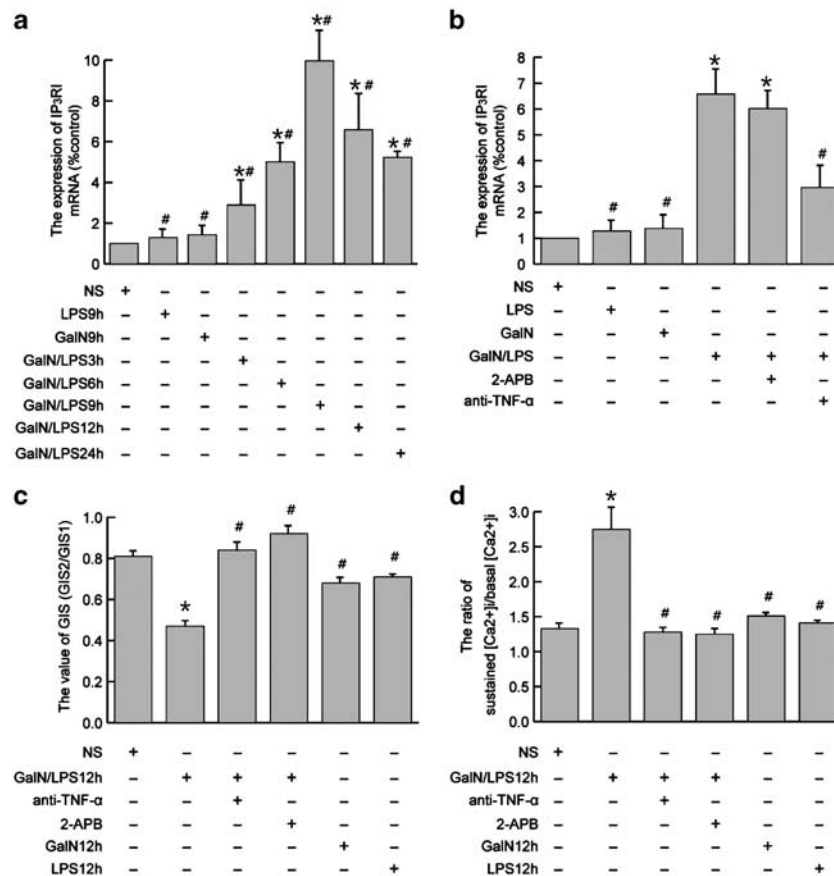 a
The expression of IP3RI
mRNA (%control)
10
8
6
4
2
0
# # *# *# *# *# *#
NS + – – – – – – –
LPS9h – + – – – – – –
GalN9h – – + – – – – –
GalN/LPS3h – – – + – – – –
GalN/LPS6h – – – – + – – –
GalN/LPS9h – – – – – + – –
GalN/LPS12h – – – – – – + –
GalN/LPS24h – – – – – – – +
b
The expression of IP3RI
mRNA (%control)
8
7
6
5
4
3
2
1
0
# # * * #
NS + – – – – –
LPS – + – – – –
GalN – – + – – –
GalN/LPS – – – + + +
2-APB – – – – + –
anti-TNF-α – – – – – +
c
The value of GIS (GIS2/GIS1)
1.0
0.8
0.6
0.4
0.2
0.0
* # # # #
NS + – – – – –
GalN/LPS12h – + + + – –
anti-TNF-α – – + – – –
2-APB – – – + – –
GalN12h – – – – + –
LPS12h – – – – – +
d
The ratio of
sustained [Ca2+]i/basal [Ca2+]i
3.0
2.5
2.0
1.5
1.0
0.5
0.0
* # # # #
NS + – – – – –
GalN/LPS12h – + + + – –
anti-TNF-α – – + – – –
2-APB – – – + – –
GalN12h – – – – + –
LPS12h – – – – – +